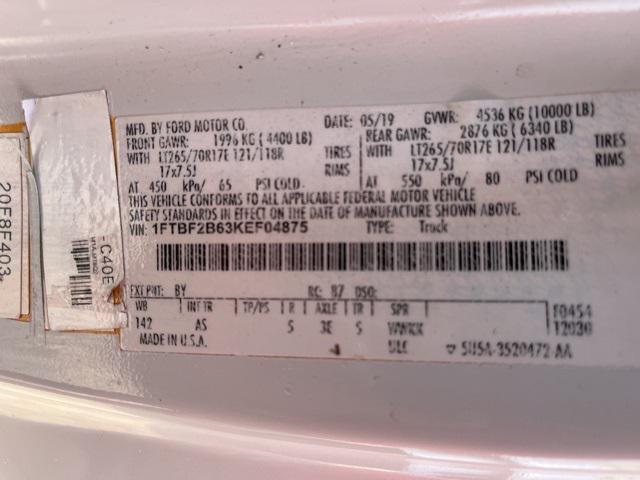 MFD. BY FORD MOTOR CO.
DATE: 05/19 GVWR: 4536 KG (10000 LB)
FRONT GAWR: 1996 KG (4400 LB)
REAR GAWR: 2876 KG (6340 LB)
WITH LT265/70R17E 121/118R TIRES
WITH LT265/70R17E 121/118R TIRES
17x7.5J RIMS
17x7.5J RIMS
AT 450 kPa/ 65 PSI COLD
AT 550 kPa/ 80 PSI COLD
THIS VEHICLE CONFORMS TO ALL APPLICABLE FEDERAL MOTOR VEHICLE
SAFETY STANDARDS IN EFFECT ON THE DATE OF MANUFACTURE SHOWN ABOVE.
VIN: 1FTBF2B63KEF04875 TYPE: Truck
EXT PNT: BY RC: 87 DSO:
WB INT TR TP/PS R AXLE TR SPR
142 AS S 3E S
F0454
12030
MADE IN U.S.A.
20F8F403
-C40E